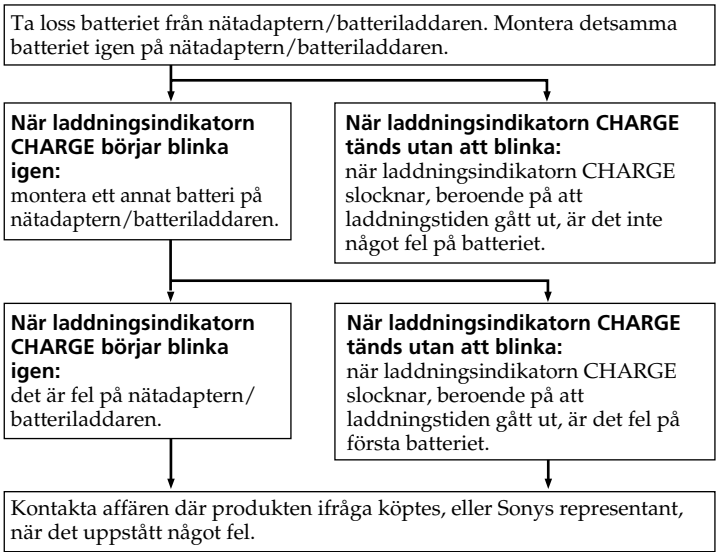 Ta loss batteriet från nätadaptern/batteriladdaren. Montera detsamma
batteriet igen på nätadaptern/batteriladdaren.
När laddningsindikatorn
CHARGE börjar blinka
igen:
montera ett annat batteri på
nätadaptern/batteriladdaren.
När laddningsindikatorn CHARGE
tänds utan att blinka:
när laddningsindikatorn CHARGE
slocknar, beroende på att
laddningstiden gått ut, är det inte
något fel på batteriet.
När laddningsindikatorn
CHARGE börjar blinka
igen:
det är fel på nätadaptern/
batteriladdaren.
När laddningsindikatorn CHARGE
tänds utan att blinka:
när laddningsindikatorn CHARGE
slocknar, beroende på att
laddningstiden gått ut, är det fel på
första batteriet.
Kontakta affären där produkten ifråga köptes, eller Sonys representant,
när det uppstått något fel.